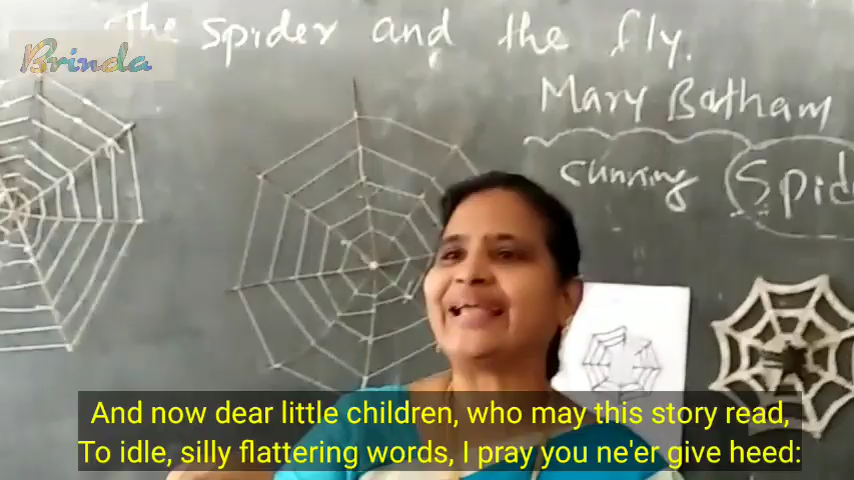 The Spider and the fly.
Brinda
Mary Batham
cunning Spid
And now dear little children, who may this story read,
To idle, silly flattering words, I pray you ne'er give heed: